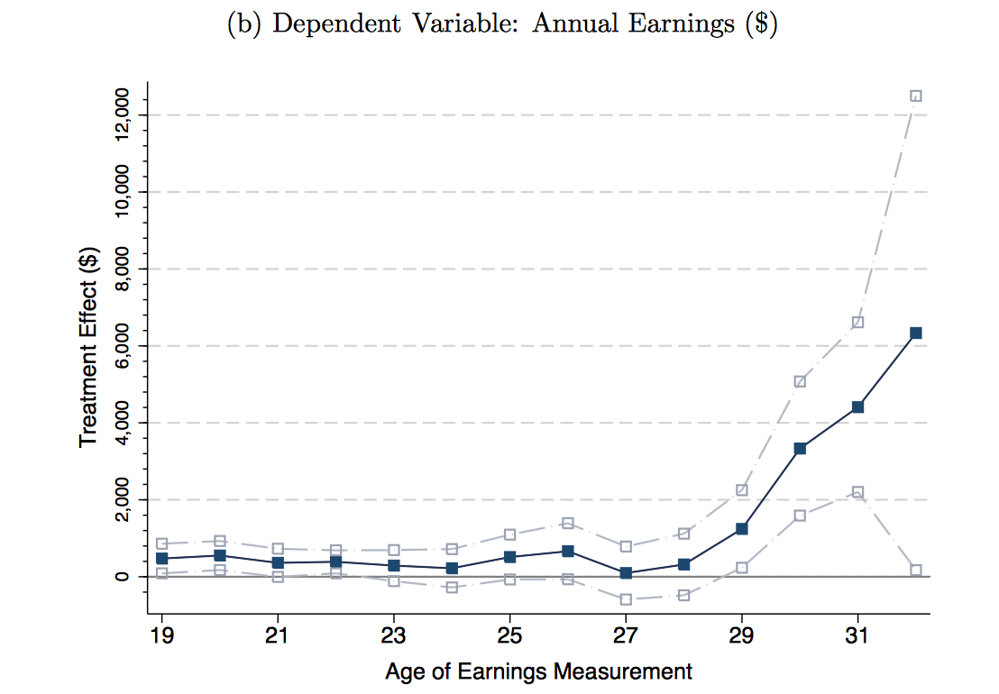 (b) Dependent Variable: Annual Earnings ($)
Treatment Effect ($)
12,000
10,000
8,000
6,000
4,000
2,000
0
19 21 23 25 27 29 31
Age of Earnings Measurement